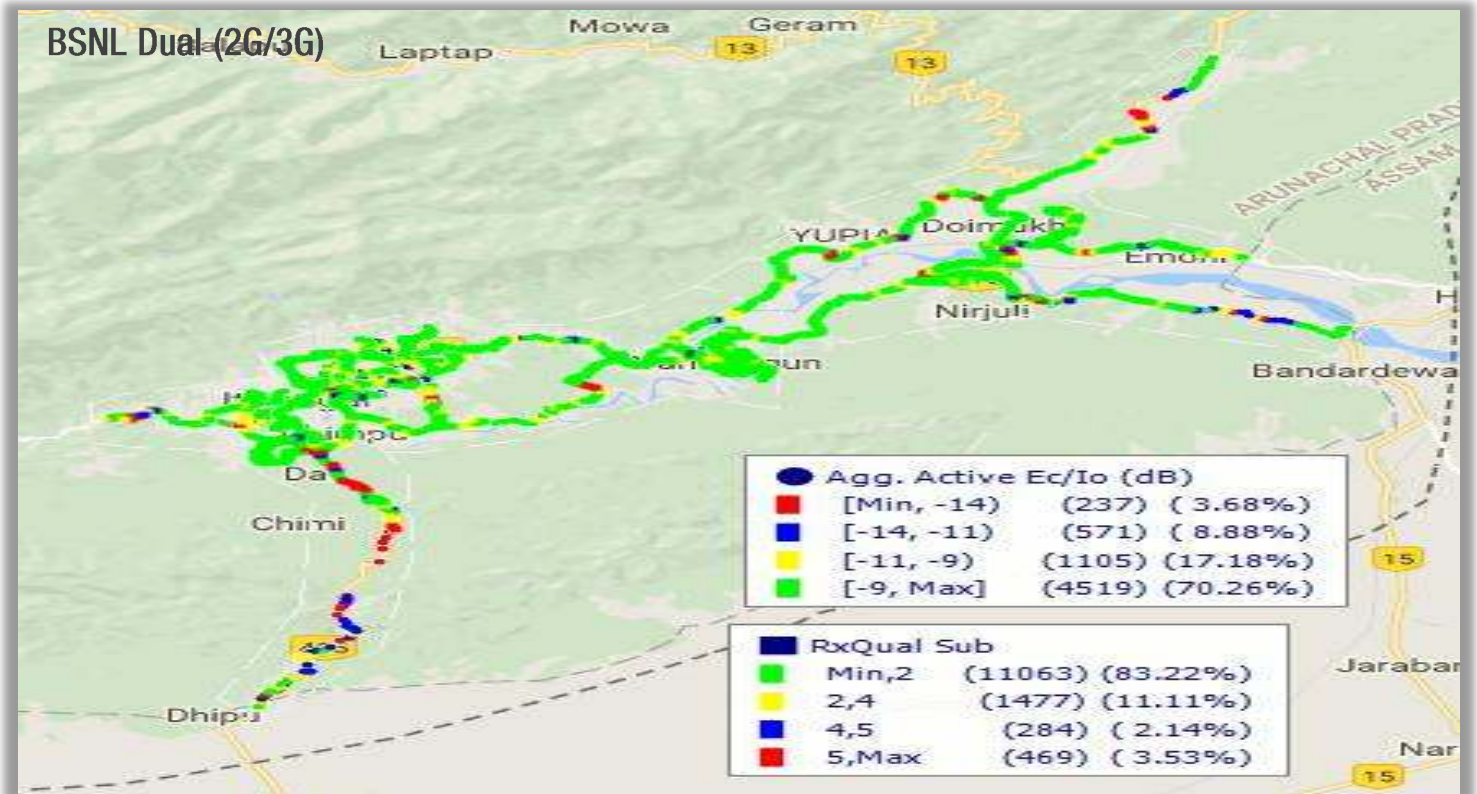 BSNL Dual (2G/3G)
Mowa
Geram
Laptap
13
13
ARUNACHAL PRAD
ASSAM
YUPIA
Doimukh
Emchi
Nirjuli
Bandardewa
Chimi
15
Dhipu
Jarabar
Nar
15
Agg. Active Ec/Io (dB)
[Min, -14) (237) ( 3.68%)
[-14, -11) (571) ( 8.88%)
[-11, -9) (1105) (17.18%)
[-9, Max] (4519) (70.26%)
RxQual Sub
Min,2 (11063) (83.22%)
2,4 (1477) (11.11%)
4,5 (284) ( 2.14%)
5,Max (469) ( 3.53%)